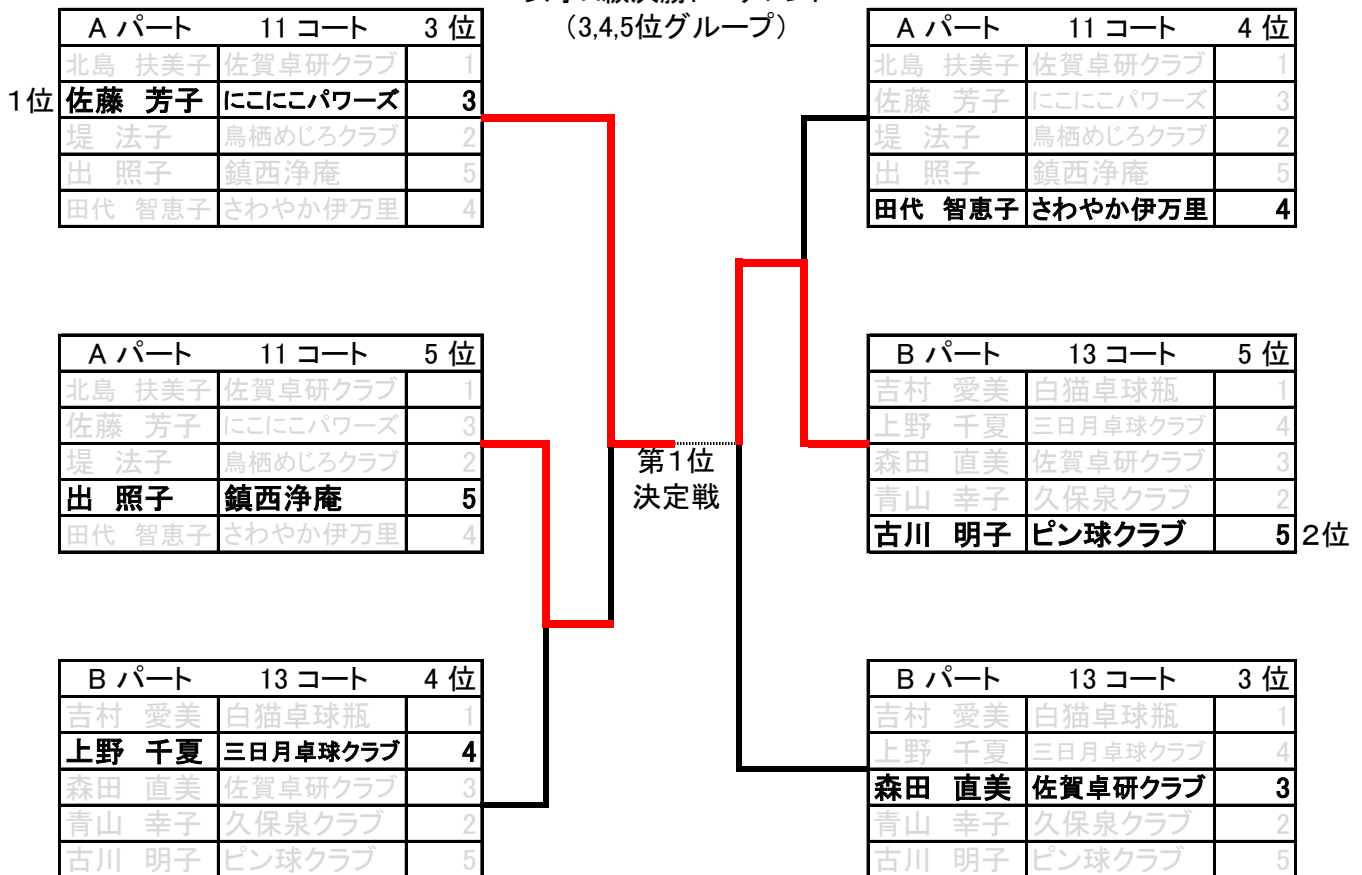 (3,4,5位グループ)
A パート 11 コート 3 位
北島 扶美子 佐賀卓研クラブ 1
1位 佐藤 芳子 にこにこパワーズ 3
堤 法子 鳥栖めじろクラブ 2
出 照子 鎮西浄庵 5
田代 智恵子 さわやか伊万里 4
A パート 11 コート 4 位
北島 扶美子 佐賀卓研クラブ 1
佐藤 芳子 にこにこパワーズ 3
堤 法子 鳥栖めじろクラブ 2
出 照子 鎮西浄庵 5
田代 智恵子 さわやか伊万里 4
A パート 11 コート 5 位
北島 扶美子 佐賀卓研クラブ 1
佐藤 芳子 にこにこパワーズ 3
堤 法子 鳥栖めじろクラブ 2
出 照子 鎮西浄庵 5
田代 智恵子 さわやか伊万里 4
第1位
決定戦
B パート 13 コート 5 位
吉村 愛美 白猫卓球瓶 1
上野 千夏 三日月卓球クラブ 4
森田 直美 佐賀卓研クラブ 3
青山 幸子 久保泉クラブ 2
古川 明子 ピン球クラブ 5 2位
B パート 13 コート 4 位
吉村 愛美 白猫卓球瓶 1
上野 千夏 三日月卓球クラブ 4
森田 直美 佐賀卓研クラブ 3
青山 幸子 久保泉クラブ 2
古川 明子 ピン球クラブ 5
B パート 13 コート 3 位
吉村 愛美 白猫卓球瓶 1
上野 千夏 三日月卓球クラブ 4
森田 直美 佐賀卓研クラブ 3
青山 幸子 久保泉クラブ 2
古川 明子 ピン球クラブ 5